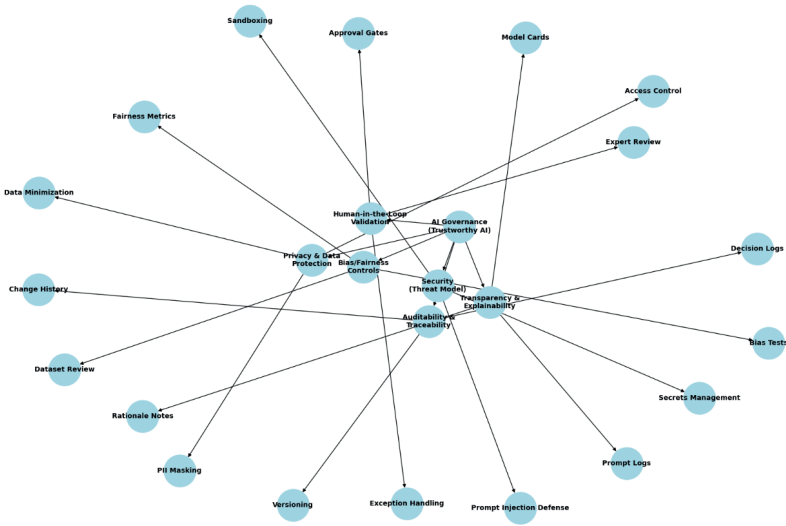 Sandboxing
Approval Gates
Model Cards
Access Control
Fairness Metrics
Expert Review
Data Minimization
Human-in-the-Loop
Validation
AI Governance
(Trustworthy AI)
Decision Logs
Privacy & Data
Protection
Bias/Fairness
Controls
Change History
Security
(Threat Model)
Transparency &
Explainability
Auditability &
Traceability
Bias Tests
Dataset Review
Secrets Management
Rationale Notes
Prompt Logs
PII Masking
Versioning
Exception Handling
Prompt Injection Defense